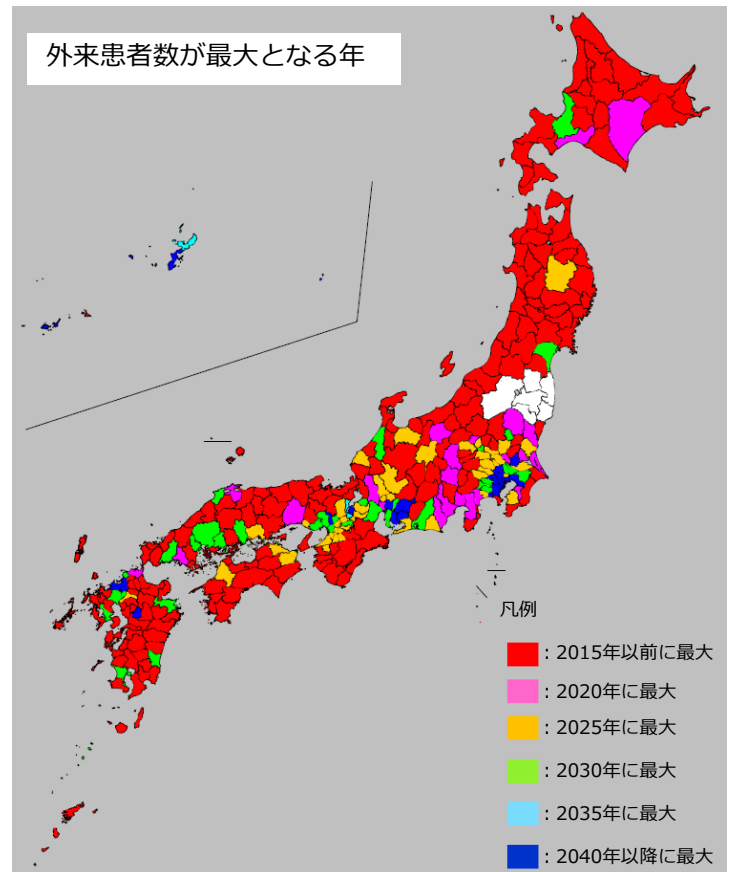 外来患者数が最大となる年
凡例
：2015年以前に最大
：2020年に最大
：2025年に最大
：2030年に最大
：2035年に最大
：2040年以降に最大